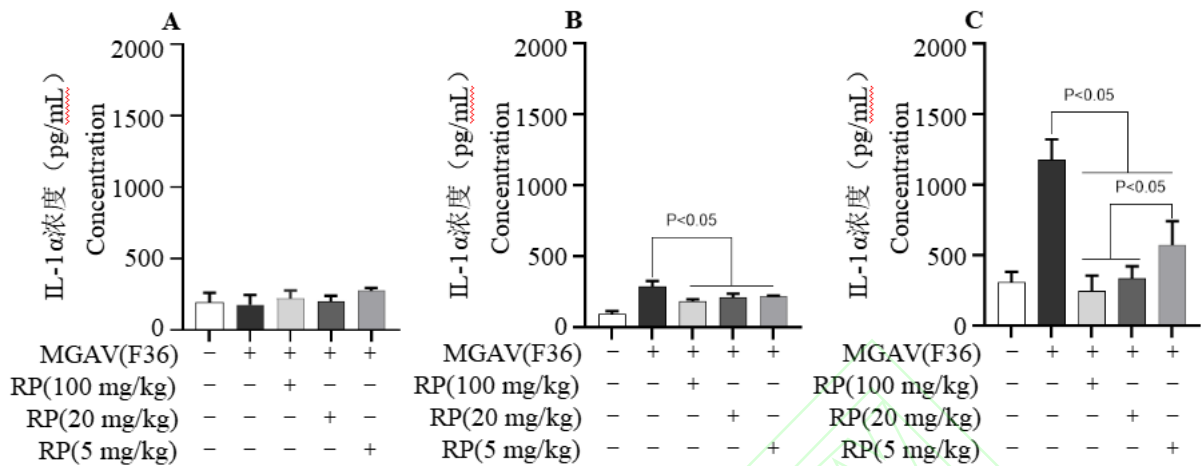 A
IL-1α浓度（pg/mL）
Concentration
2000
1500
1000
500
0
MGAV(F36) − + + + +
RP(100 mg/kg) − − + − −
RP(20 mg/kg) − − − + −
RP(5 mg/kg) − − − − +
B
IL-1α浓度（pg/mL）
Concentration
2000
1500
1000
500
0
P<0.05
MGAV(F36) − + + + +
RP(100 mg/kg) − − + − −
RP(20 mg/kg) − − − + −
RP(5 mg/kg) − − − − +
C
IL-1α浓度（pg/mL）
Concentration
2000
1500
1000
500
0
P<0.05
P<0.05
MGAV(F36) − + + + +
RP(100 mg/kg) − − + − −
RP(20 mg/kg) − − − + −
RP(5 mg/kg) − − − − +